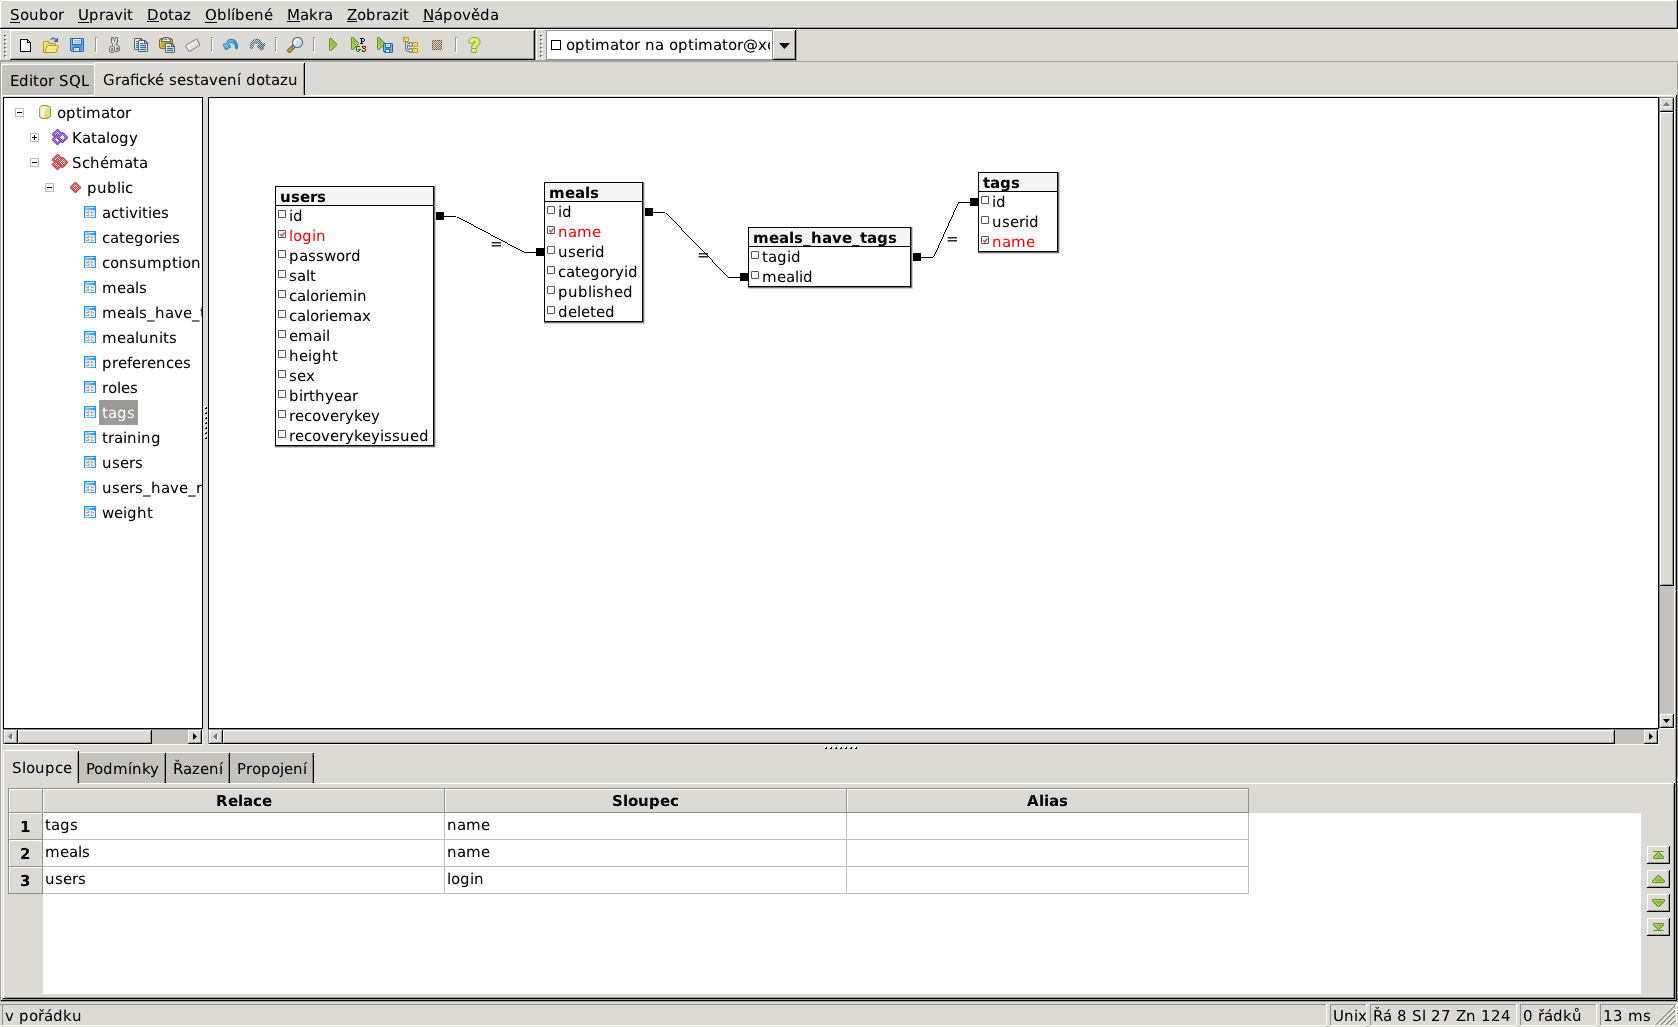 Soubor Upravit Dotaz Oblíbené Makra Zobrazit Nápověda
optimator na optimator@x
Editor SQL Grafické sestavení dotazu
optimator
Katalogy
Schémata
public
activities
categories
consumption
meals
meals_have_t
mealunits
preferences
roles
tags
training
users
users_have_r
weight
users
id
login
password
salt
caloriemin
caloriemax
email
height
sex
birthyear
recoverykey
recoverykeyissued
=
meals
id
name
userid
categoryid
published
deleted
=
meals_have_tags
tagid
mealid
=
tags
id
userid
name
Sloupce Podmínky Řazení Propojení
Relace Sloupec Alias
1 tags name
2 meals name
3 users login
v pořádku Unix Řá 8 Sl 27 Zn 124 0 řádků 13 ms